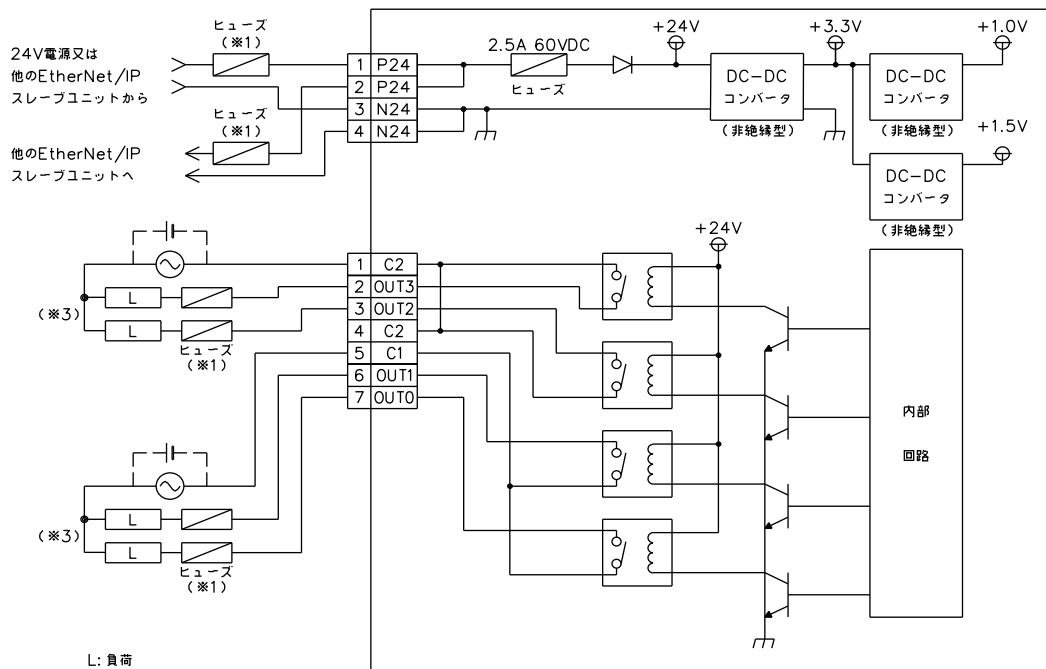 ヒューズ
(※1)
24V電源又は
他のEtherNet/IP
スレーブユニットから
ヒューズ
(※1)
他のEtherNet/IP
スレーブユニットへ
1 P24
2 P24
3 N24
4 N24
2.5A 60VDC
ヒューズ
+24V
DC-DC
コンバータ
(非絶縁型)
+3.3V
DC-DC
コンバータ
(非絶縁型)
+1.0V
+1.5V
DC-DC
コンバータ
(非絶縁型)
(※3)
L
L
ヒューズ
(※1)
1 C2
2 OUT3
3 OUT2
4 C2
5 C1
6 OUT1
7 OUT0
+24V
内部
回路
(※3)
L
L
ヒューズ
(※1)
L: 負荷